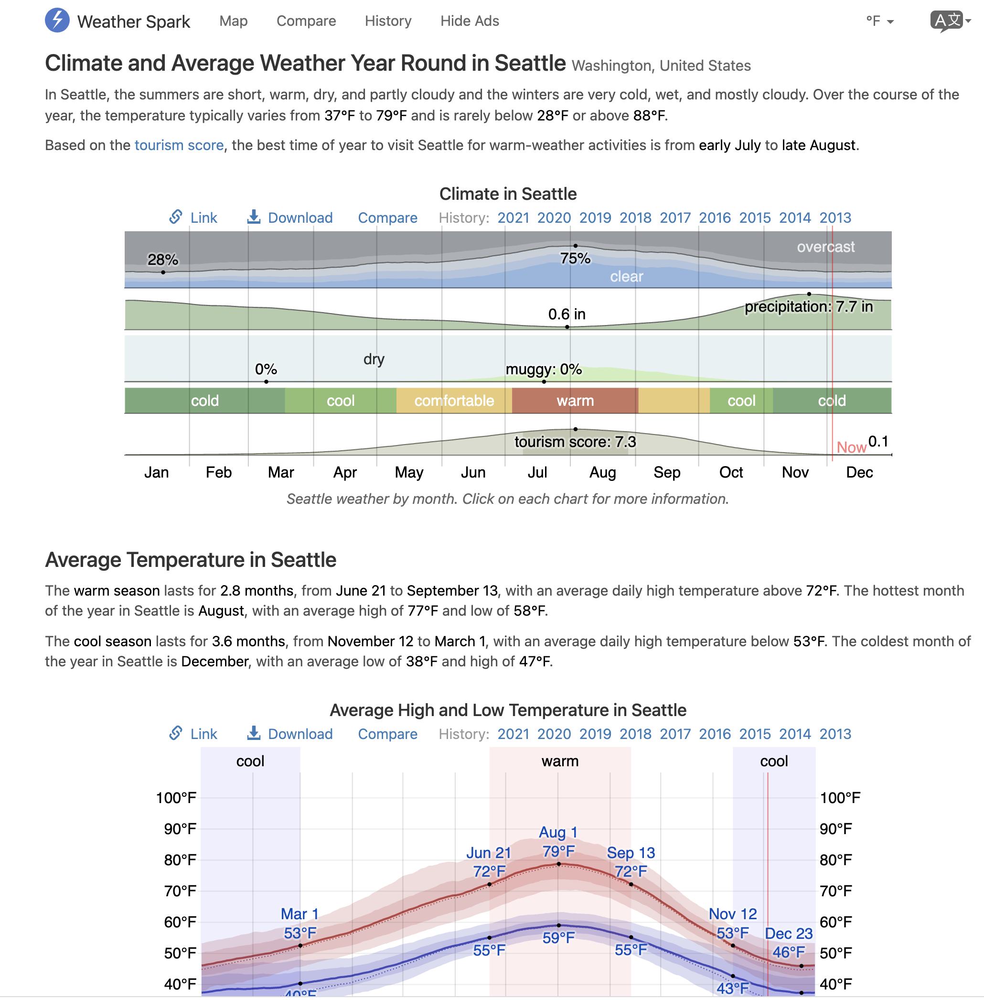 Weather Spark Map Compare History Hide Ads °F A文
Climate and Average Weather Year Round in Seattle Washington, United States
In Seattle, the summers are short, warm, dry, and partly cloudy and the winters are very cold, wet, and mostly cloudy. Over the course of the
year, the temperature typically varies from 37°F to 79°F and is rarely below 28°F or above 88°F.
Based on the tourism score, the best time of year to visit Seattle for warm-weather activities is from early July to late August.
Climate in Seattle
Link Download Compare History: 2021 2020 2019 2018 2017 2016 2015 2014 2013
overcast
28% 75%
clear
0.6 in precipitation: 7.7 in
dry
0% muggy: 0%
cold cool comfortable warm cool cold
tourism score: 7.3 Now 0.1
Jan Feb Mar Apr May Jun Jul Aug Sep Oct Nov Dec
Seattle weather by month. Click on each chart for more information.
Average Temperature in Seattle
The warm season lasts for 2.8 months, from June 21 to September 13, with an average daily high temperature above 72°F. The hottest month
of the year in Seattle is August, with an average high of 77°F and low of 58°F.
The cool season lasts for 3.6 months, from November 12 to March 1, with an average daily high temperature below 53°F. The coldest month of
the year in Seattle is December, with an average low of 38°F and high of 47°F.
Average High and Low Temperature in Seattle
Link Download Compare History: 2021 2020 2019 2018 2017 2016 2015 2014 2013
cool warm cool
100°F 100°F
90°F 90°F
Aug 1
79°F
Jun 21 Sep 13
80°F 80°F
72°F 72°F
70°F 70°F
Mar 1 Nov 12
60°F 60°F
53°F 53°F Dec 23
59°F
55°F 55°F 46°F
50°F 50°F
40°F 40°F
40°F 43°F